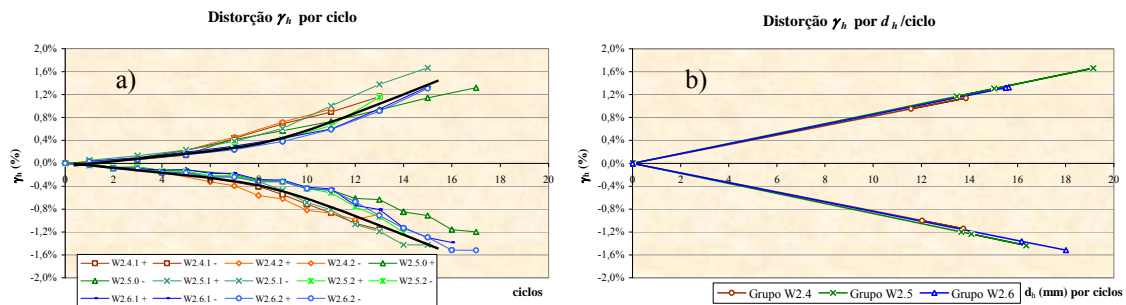 Distorção γh por ciclo
a)
2,0%
1,6%
1,2%
0,8%
0,4%
0,0%
-0,4%
-0,8%
-1,2%
-1,6%
-2,0%
γh (%)
0 2 4 6 8 10 12 14 16 18 20
ciclos
W2.4.1 + W2.4.1 - W2.4.2 + W2.4.2 - W2.5.0 +
W2.5.0 - W2.5.1 + W2.5.1 - W2.5.2 + W2.5.2 -
W2.6.1 + W2.6.1 - W2.6.2 + W2.6.2 -
Distorção γh por dh/ciclo
b)
2,0%
1,6%
1,2%
0,8%
0,4%
0,0%
-0,4%
-0,8%
-1,2%
-1,6%
-2,0%
γh (%)
0 2 4 6 8 10 12 14 16 18 20
dh (mm) por ciclos
Grupo W2.4 Grupo W2.5 Grupo W2.6